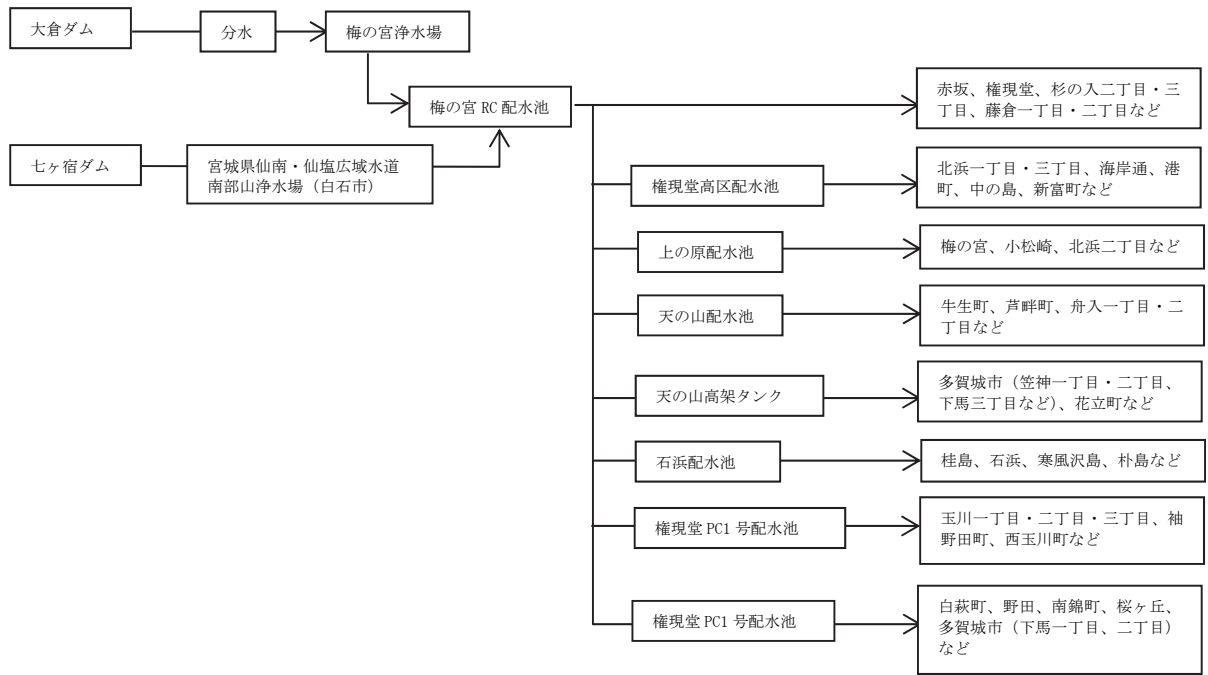 大倉ダム
分水
梅の宮浄水場
梅の宮 RC 配水池
七ヶ宿ダム
宮城県仙南・仙塩広域水道
南部山浄水場（白石市）
赤坂、権現堂、杉の入二丁目・三
丁目、藤倉一丁目・二丁目など
権現堂高区配水池
北浜一丁目・三丁目、海岸通、港
町、中の島、新富町など
上の原配水池
梅の宮、小松崎、北浜二丁目など
天の山配水池
牛生町、芦畔町、舟入一丁目・二
丁目など
天の山高架タンク
多賀城市（笠神一丁目・二丁目、
下馬三丁目など）、花立町など
石浜配水池
桂島、石浜、寒風沢島、朴島など
権現堂 PC1 号配水池
玉川一丁目・二丁目・三丁目、袖
野田町、西玉川町など
権現堂 PC1 号配水池
白萩町、野田、南錦町、桜ヶ丘、
多賀城市（下馬一丁目、二丁目）
など